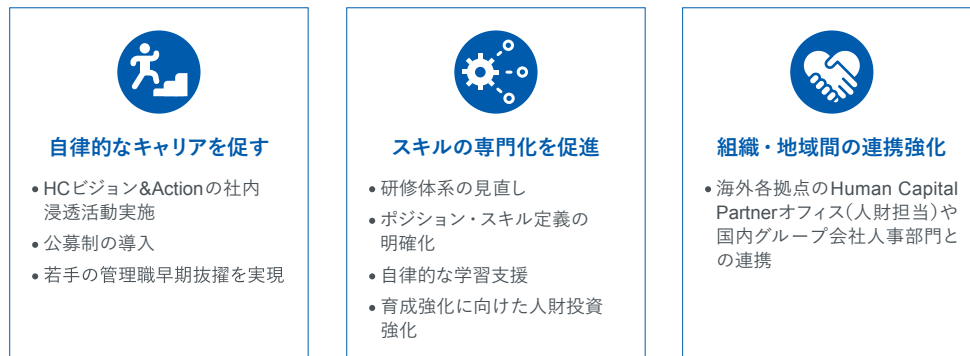 自律的なキャリアを促す
• HCビジョン&Actionの社内
浸透活動実施
• 公募制の導入
• 若手の管理職早期抜擢を実現
スキルの専門化を促進
• 研修体系の見直し
• ポジション・スキル定義の
明確化
• 自律的な学習支援
• 育成強化に向けた人財投資
強化
組織・地域間の連携強化
• 海外各拠点のHuman Capital
Partnerオフィス(人財担当)や
国内グループ会社人事部門と
の連携